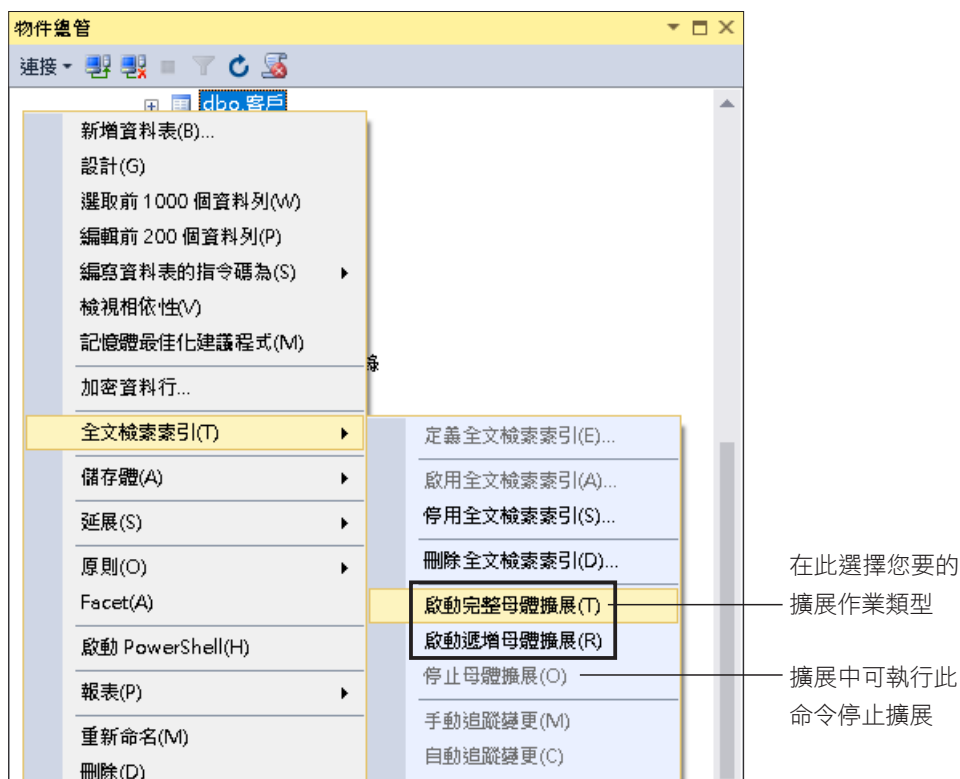 物件總管
連接
dbo.客戶
新增資料表(B)...
設計(G)
選取前 1000 個資料列(W)
編輯前 200 個資料列(P)
編寫資料表的指令碼為(S)
檢視相依性(V)
記憶體最佳化建議程式(M)
加密資料行...
全文檢索索引(T)
儲存體(A)
延展(S)
原則(O)
Facet(A)
啟動 PowerShell(H)
報表(P)
重新命名(M)
刪除(D)
定義全文檢索索引(E)...
啟用全文檢索索引(A)...
停用全文檢索索引(S)...
刪除全文檢索索引(D)...
啟動完整母體擴展(T)
啟動遞增母體擴展(R)
停止母體擴展(O)
手動追蹤變更(M)
自動追蹤變更(C)
在此選擇您要的
擴展作業類型
擴展中可執行此
命令停止擴展